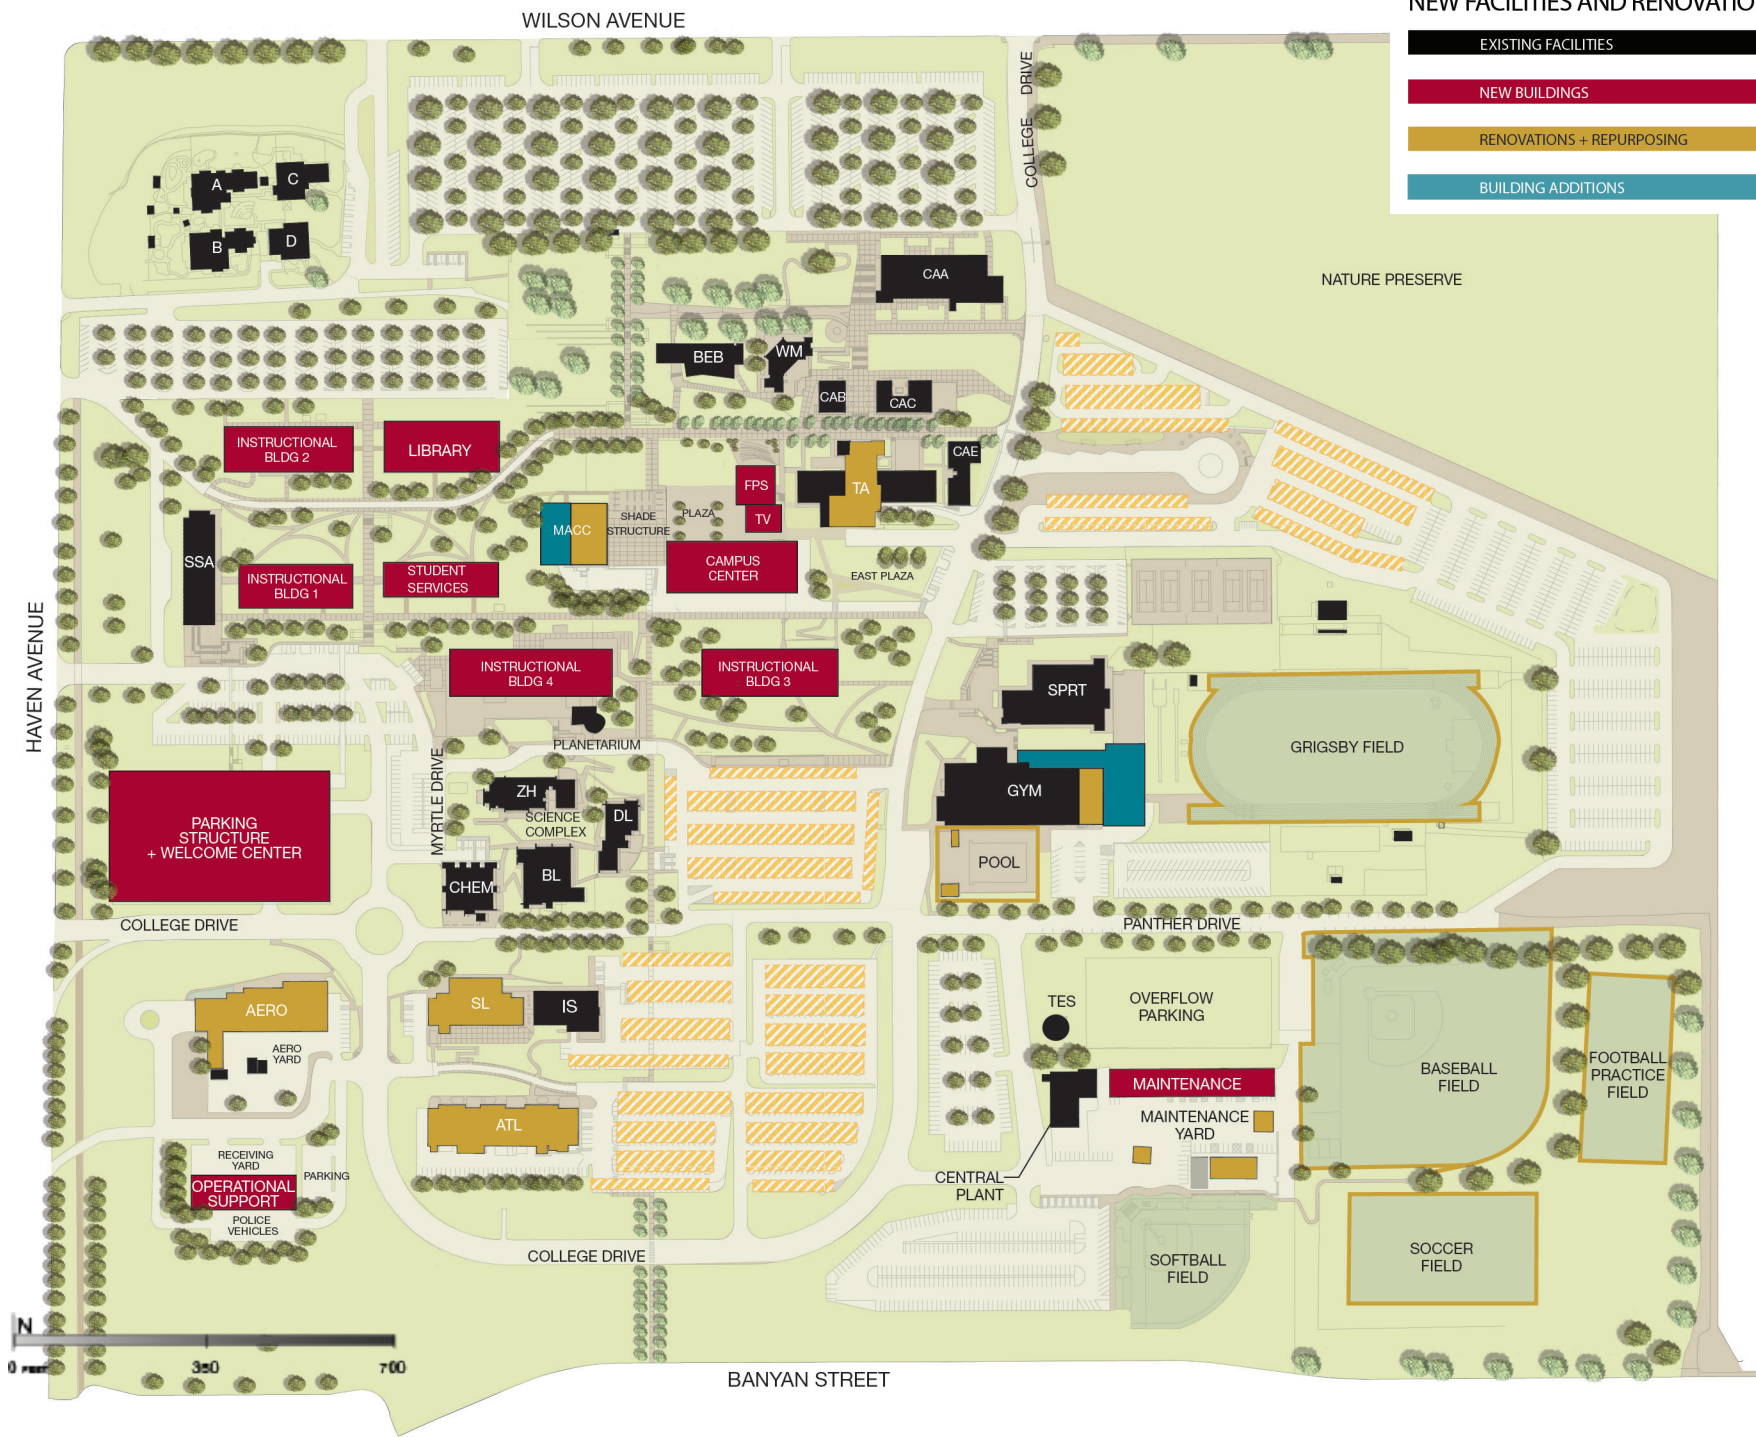 WILSON AVENUE
NEW FACILITIES AND RENOVATIO
EXISTING FACILITIES
NEW BUILDINGS
RENOVATIONS + REPURPOSING
BUILDING ADDITIONS
COLLEGE DRIVE
NATURE PRESERVE
A
C
B
D
CAA
BEB
WM
CAB
CAC
CAE
INSTRUCTIONAL
BLDG 2
LIBRARY
FPS
TV
TA
MACC
SHADE
STRUCTURE
PLAZA
SSA
INSTRUCTIONAL
BLDG 1
STUDENT
SERVICES
CAMPUS
CENTER
EAST PLAZA
HAVEN AVENUE
INSTRUCTIONAL
BLDG 4
INSTRUCTIONAL
BLDG 3
SPRT
PLANETARIUM
GRIGSBY FIELD
MYRTLE DRIVE
ZH
SCIENCE
COMPLEX
DL
GYM
PARKING
STRUCTURE
+ WELCOME CENTER
CHEM
BL
POOL
COLLEGE DRIVE
PANTHER DRIVE
AERO
AERO
YARD
SL
IS
TES
OVERFLOW
PARKING
BASEBALL
FIELD
FOOTBALL
PRACTICE
FIELD
MAINTENANCE
MAINTENANCE
YARD
ATL
RECEIVING
YARD
PARKING
OPERATIONAL
SUPPORT
POLICE
VEHICLES
CENTRAL
PLANT
COLLEGE DRIVE
SOFTBALL
FIELD
SOCCER
FIELD
N
0 FEET
350
700
BANYAN STREET